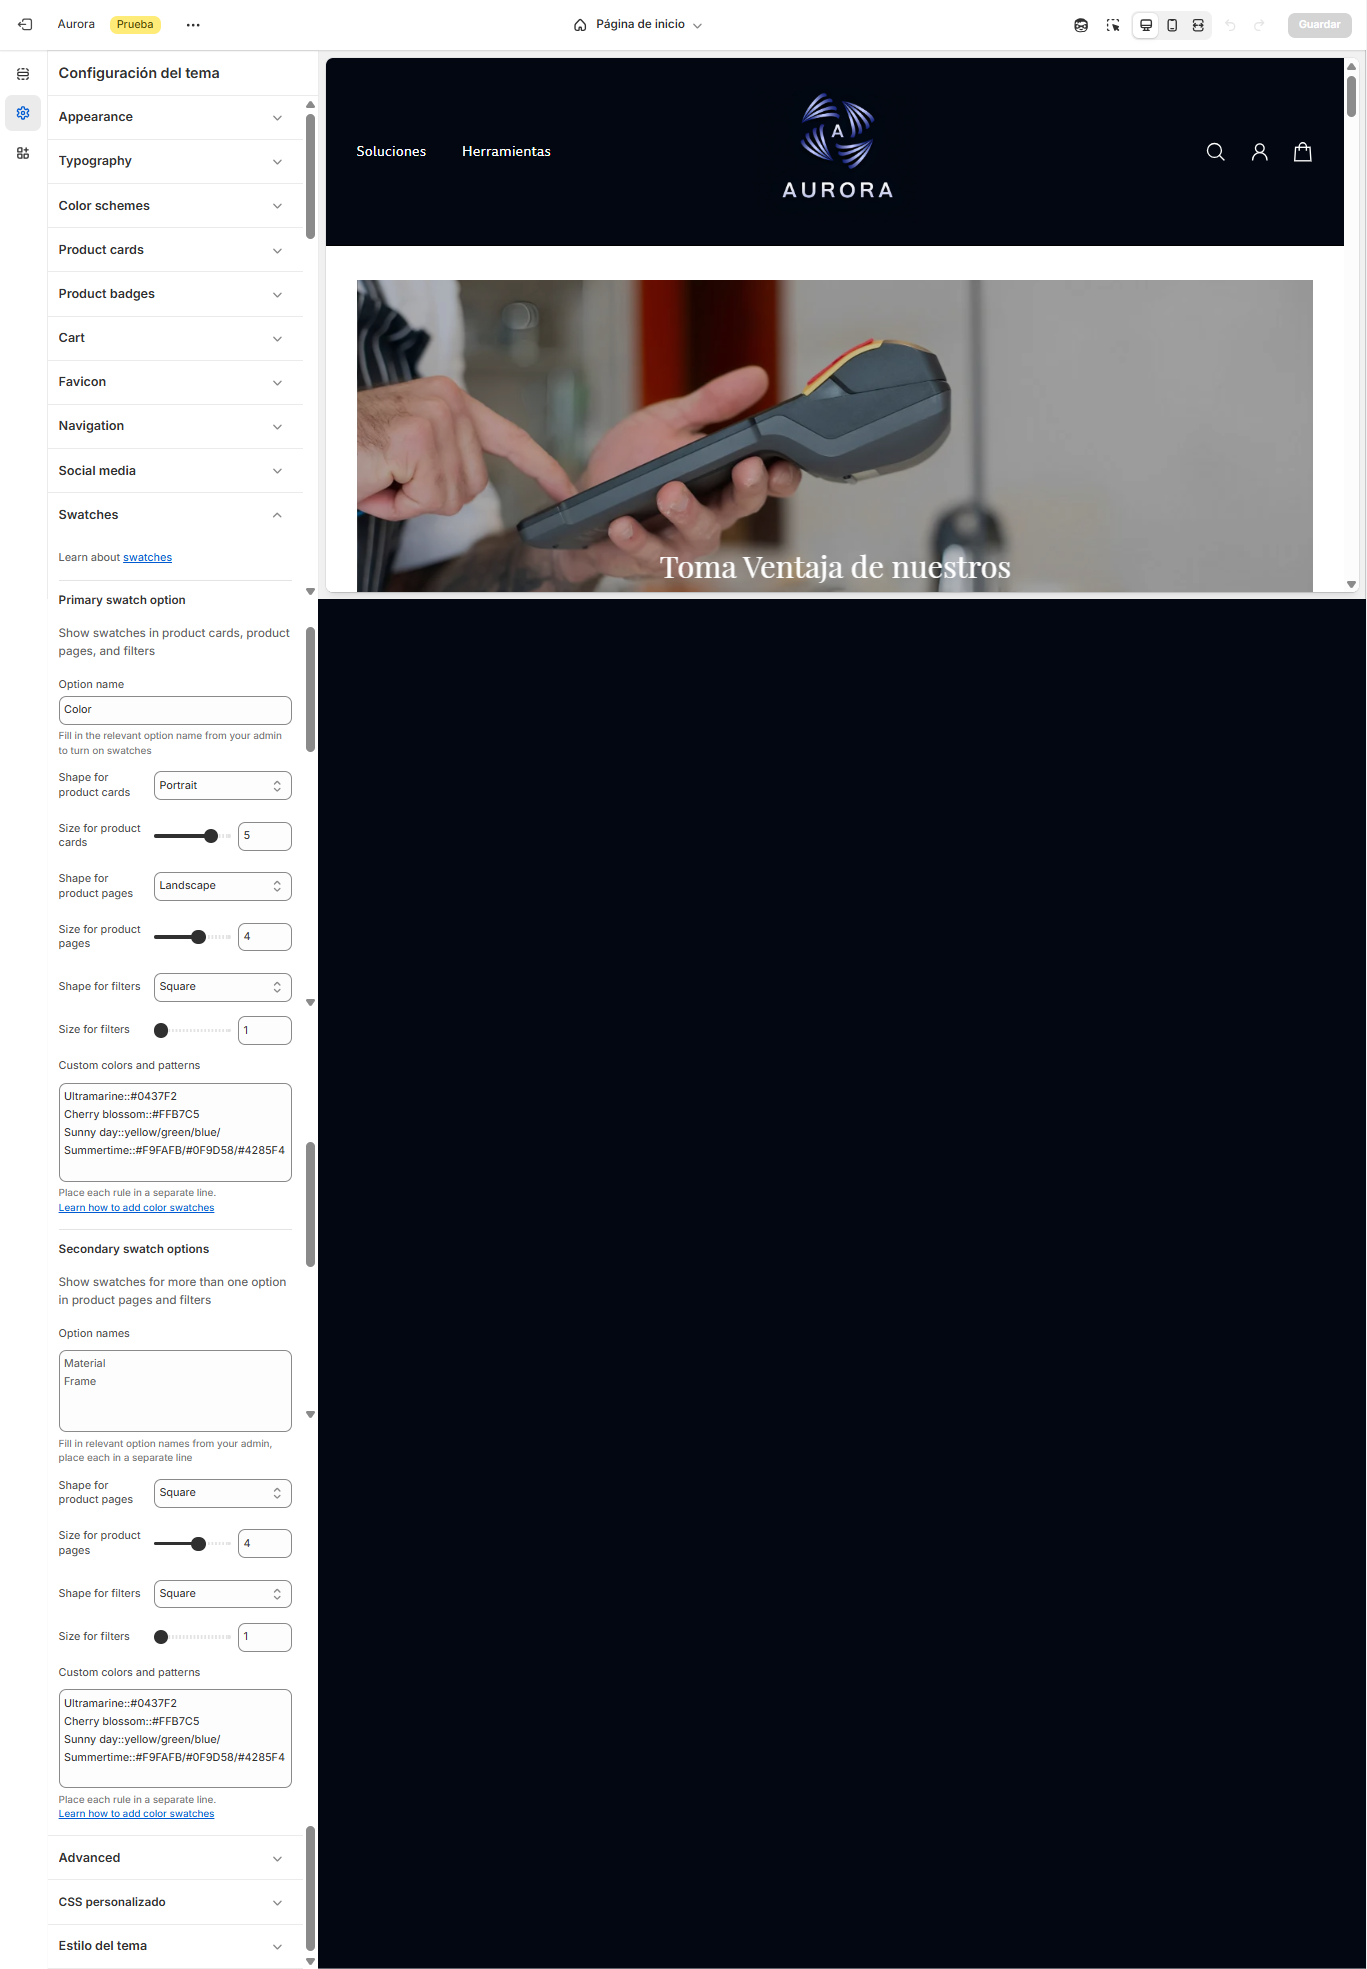 Aurora
Prueba
Página de inicio
Guardar
Configuración del tema
Appearance
Typography
Color schemes
Product cards
Product badges
Cart
Favicon
Navigation
Social media
Swatches
Learn about swatches
Primary swatch option
Show swatches in product cards, product
pages, and filters
Option name
Color
Fill in the relevant option name from your admin
to turn on swatches
Shape for
product cards
Portrait
Size for product
cards
5
Shape for
product pages
Landscape
Size for product
pages
4
Shape for filters
Square
Size for filters
1
Custom colors and patterns
Ultramarine::#0437F2
Cherry blossom::#FFB7C5
Sunny day::yellow/green/blue/
Summertime::#F9FAFB/#0F9D58/#4285F4
Place each rule in a separate line.
Learn how to add color swatches
Secondary swatch options
Show swatches for more than one option
in product pages and filters
Option names
Material
Frame
Fill in relevant option names from your admin,
place each in a separate line
Shape for
product pages
Square
Size for product
pages
4
Shape for filters
Square
Size for filters
1
Custom colors and patterns
Ultramarine::#0437F2
Cherry blossom::#FFB7C5
Sunny day::yellow/green/blue/
Summertime::#F9FAFB/#0F9D58/#4285F4
Place each rule in a separate line.
Learn how to add color swatches
Advanced
CSS personalizado
Estilo del tema
Soluciones
Herramientas
A
AURORA
Toma Ventaja de nuestros